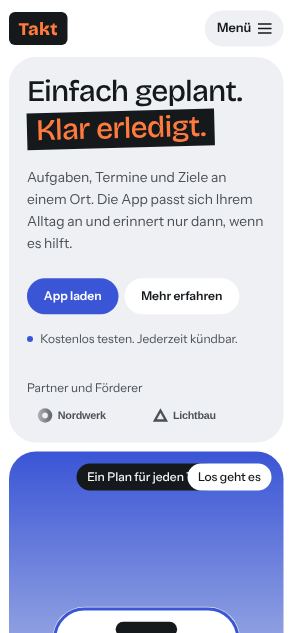 Takt
Menü
Einfach geplant.
Klar erledigt.
Aufgaben, Termine und Ziele an
einem Ort. Die App passt sich Ihrem
Alltag an und erinnert nur dann, wenn
es hilft.
App laden
Mehr erfahren
Kostenlos testen. Jederzeit kündbar.
Partner und Förderer
Nordwerk
Lichtbau
Ein Plan für jeden
Los geht es